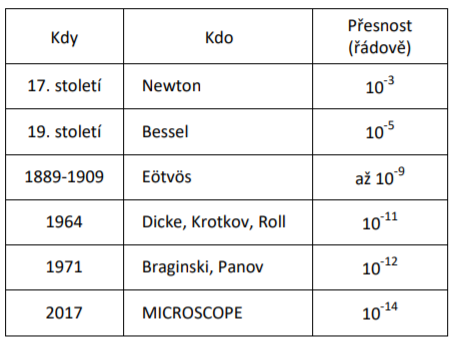 Kdy Kdo Přesnost
(řádově)
17. století Newton 10⁻³
19. století Bessel 10⁻⁵
1889-1909 Eötvös až 10⁻⁹
1964 Dicke, Krotkov, Roll 10⁻¹¹
1971 Braginski, Panov 10⁻¹²
2017 MICROSCOPE 10⁻¹⁴